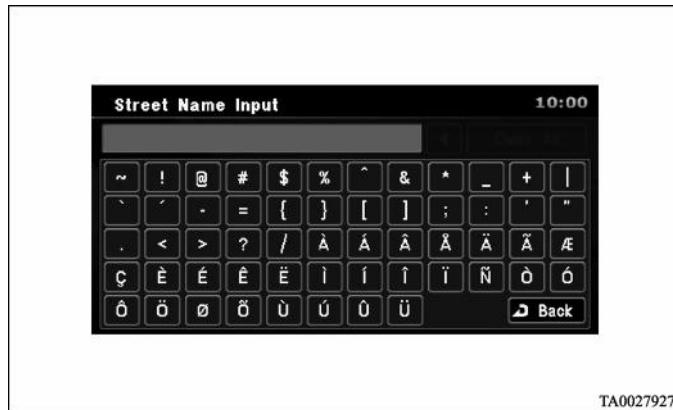 Street Name Input 10:00
~ ! @ # $ % ^ & * _ + |
` ´ - = { } [ ] ; : ' "
. < > ? / À Á Â Å Ä Ã Æ
Ç È É Ê Ë Ì Í Î Ï Ñ Ò Ó
Ô Ö Ø Õ Ù Ú Û Ü Back
TA0027927